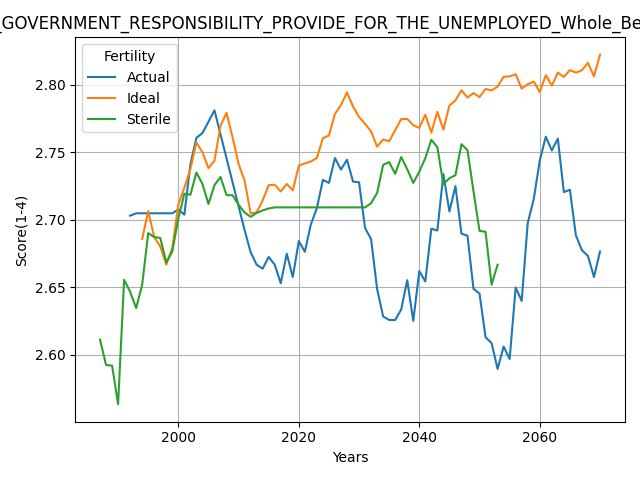 _GOVERNMENT_RESPONSIBILITY_PROVIDE_FOR_THE_UNEMPLOYED_Whole_Be
Fertility
Actual
Ideal
Sterile
2.80
2.75
2.70
2.65
2.60
Score(1-4)
2000 2020 2040 2060
Years